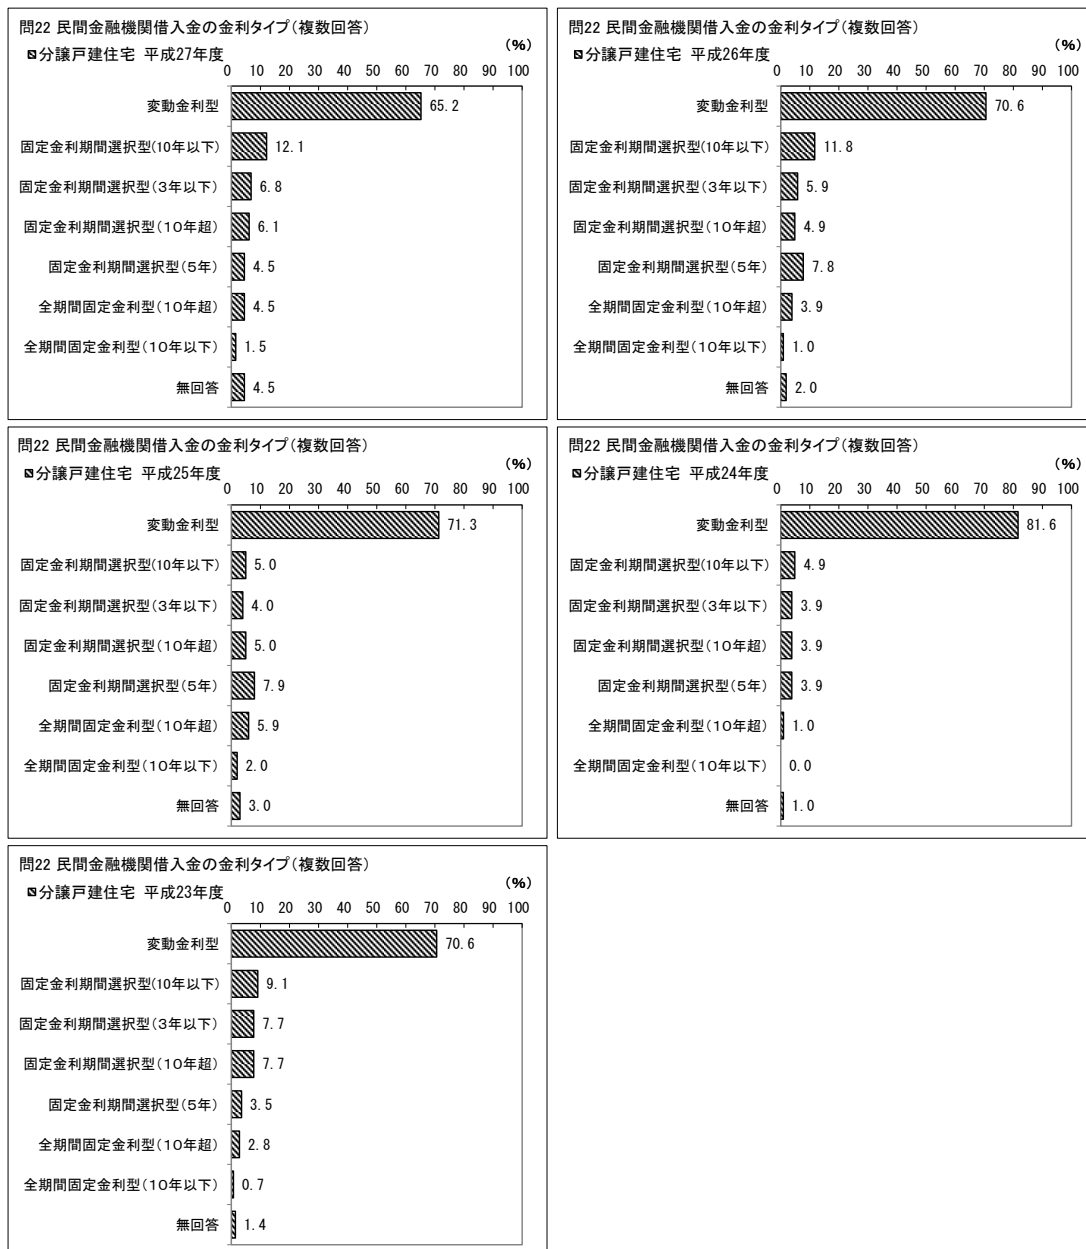 問22 民間金融機関借入金の金利タイプ(複数回答)
(%)
分譲戸建住宅 平成27年度
0 10 20 30 40 50 60 70 80 90 100
変動金利型 65.2
固定金利期間選択型(10年以下) 12.1
固定金利期間選択型(3年以下) 6.8
固定金利期間選択型(10年超) 6.1
固定金利期間選択型(5年) 4.5
全期間固定金利型(10年超) 4.5
全期間固定金利型(10年以下) 1.5
無回答 4.5
問22 民間金融機関借入金の金利タイプ(複数回答)
(%)
分譲戸建住宅 平成26年度
0 10 20 30 40 50 60 70 80 90 100
変動金利型 70.6
固定金利期間選択型(10年以下) 11.8
固定金利期間選択型(3年以下) 5.9
固定金利期間選択型(10年超) 4.9
固定金利期間選択型(5年) 7.8
全期間固定金利型(10年超) 3.9
全期間固定金利型(10年以下) 1.0
無回答 2.0
問22 民間金融機関借入金の金利タイプ(複数回答)
(%)
分譲戸建住宅 平成25年度
0 10 20 30 40 50 60 70 80 90 100
変動金利型 71.3
固定金利期間選択型(10年以下) 5.0
固定金利期間選択型(3年以下) 4.0
固定金利期間選択型(10年超) 5.0
固定金利期間選択型(5年) 7.9
全期間固定金利型(10年超) 5.9
全期間固定金利型(10年以下) 2.0
無回答 3.0
問22 民間金融機関借入金の金利タイプ(複数回答)
(%)
分譲戸建住宅 平成24年度
0 10 20 30 40 50 60 70 80 90 100
変動金利型 81.6
固定金利期間選択型(10年以下) 4.9
固定金利期間選択型(3年以下) 3.9
固定金利期間選択型(10年超) 3.9
固定金利期間選択型(5年) 3.9
全期間固定金利型(10年超) 1.0
全期間固定金利型(10年以下) 0.0
無回答 1.0
問22 民間金融機関借入金の金利タイプ(複数回答)
(%)
分譲戸建住宅 平成23年度
0 10 20 30 40 50 60 70 80 90 100
変動金利型 70.6
固定金利期間選択型(10年以下) 9.1
固定金利期間選択型(3年以下) 7.7
固定金利期間選択型(10年超) 7.7
固定金利期間選択型(5年) 3.5
全期間固定金利型(10年超) 2.8
全期間固定金利型(10年以下) 0.7
無回答 1.4